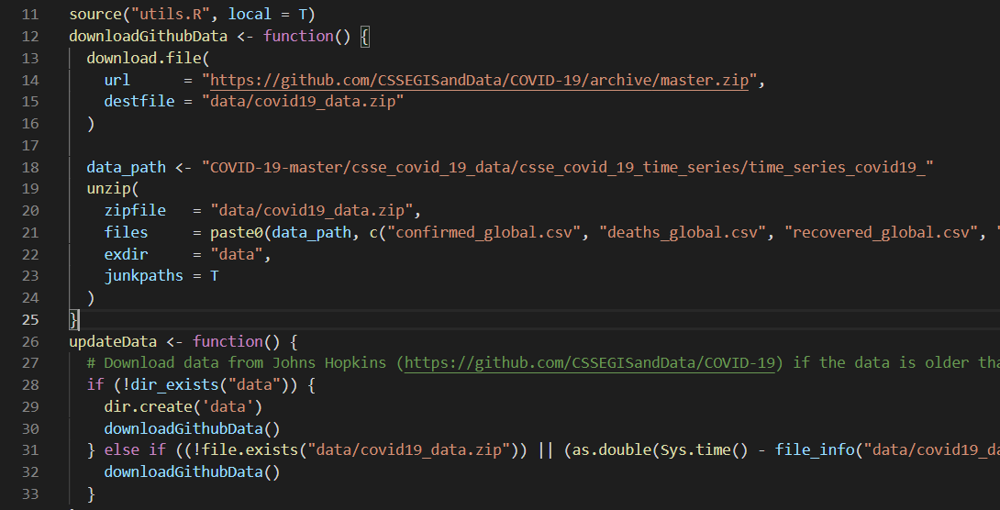 11 source("utils.R", local = T)
12 downloadGithubData <- function() {
13 download.file(
14 url = "https://github.com/CSSEGISandData/COVID-19/archive/master.zip",
15 destfile = "data/covid19_data.zip"
16 )
17
18 data_path <- "COVID-19-master/csse_covid_19_data/csse_covid_19_time_series/time_series_covid19_"
19 unzip(
20 zipfile = "data/covid19_data.zip",
21 files = paste0(data_path, c("confirmed_global.csv", "deaths_global.csv", "recovered_global.csv", "
22 exdir = "data",
23 junkpaths = T
24 )
25 }
26 updateData <- function() {
27 # Download data from Johns Hopkins (https://github.com/CSSEGISandData/COVID-19) if the data is older tha
28 if (!dir_exists("data")) {
29 dir.create('data')
30 downloadGithubData()
31 } else if ((!file.exists("data/covid19_data.zip")) || (as.double(Sys.time() - file_info("data/covid19_da
32 downloadGithubData()
33 }